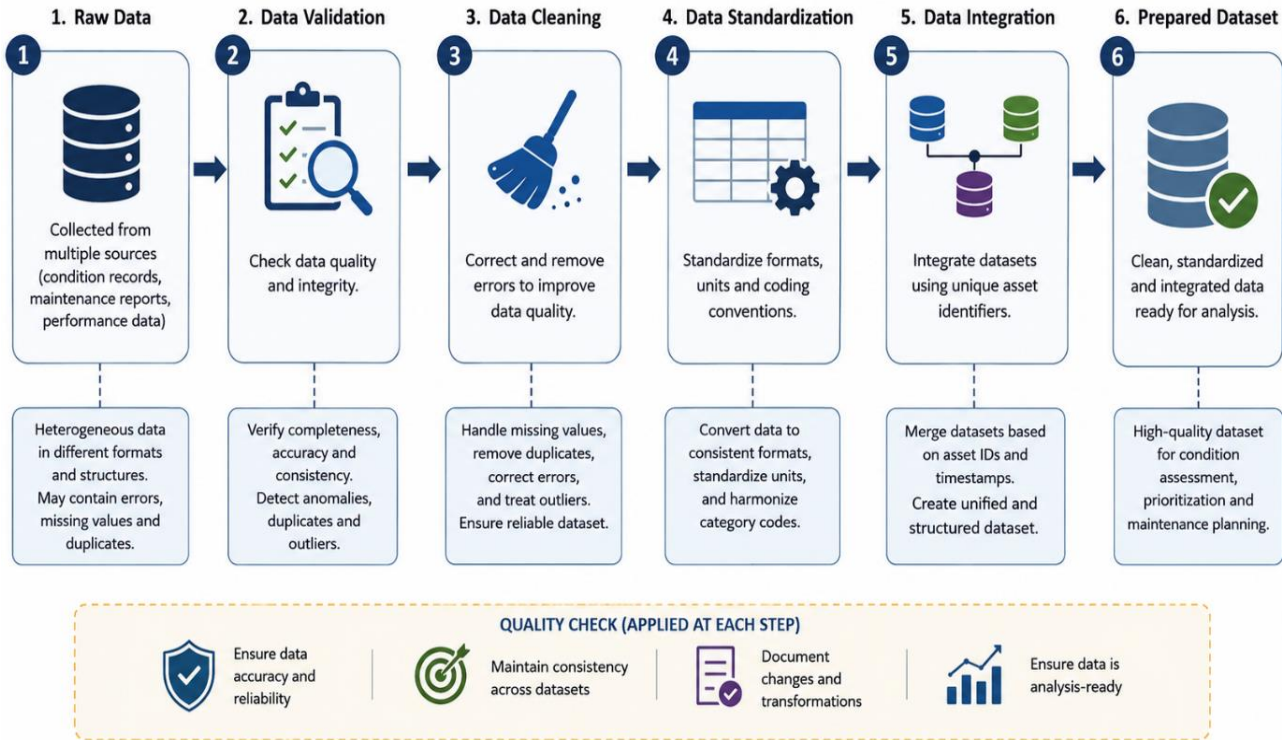 1. Raw Data
2. Data Validation
3. Data Cleaning
4. Data Standardization
5. Data Integration
6. Prepared Dataset
1
Collected from
multiple sources
(condition records,
maintenance reports,
performance data)
2
Check data quality
and integrity.
3
Correct and remove
errors to improve
data quality.
4
Standardize formats,
units and coding
conventions.
5
Integrate datasets
using unique asset
identifiers.
6
Clean, standardized
and integrated data
ready for analysis.
Heterogeneous data
in different formats
and structures.
May contain errors,
missing values and
duplicates.
Verify completeness,
accuracy and
consistency.
Detect anomalies,
duplicates and
outliers.
Handle missing values,
remove duplicates,
correct errors,
and treat outliers.
Ensure reliable dataset.
Convert data to
consistent formats,
standardize units,
and harmonize
category codes.
Merge datasets based
on asset IDs and
timestamps.
Create unified and
structured dataset.
High-quality dataset
for condition
assessment,
prioritization and
maintenance planning.
QUALITY CHECK (APPLIED AT EACH STEP)
Ensure data
accuracy and
reliability
Maintain consistency
across datasets
Document
changes and
transformations
Ensure data is
analysis-ready